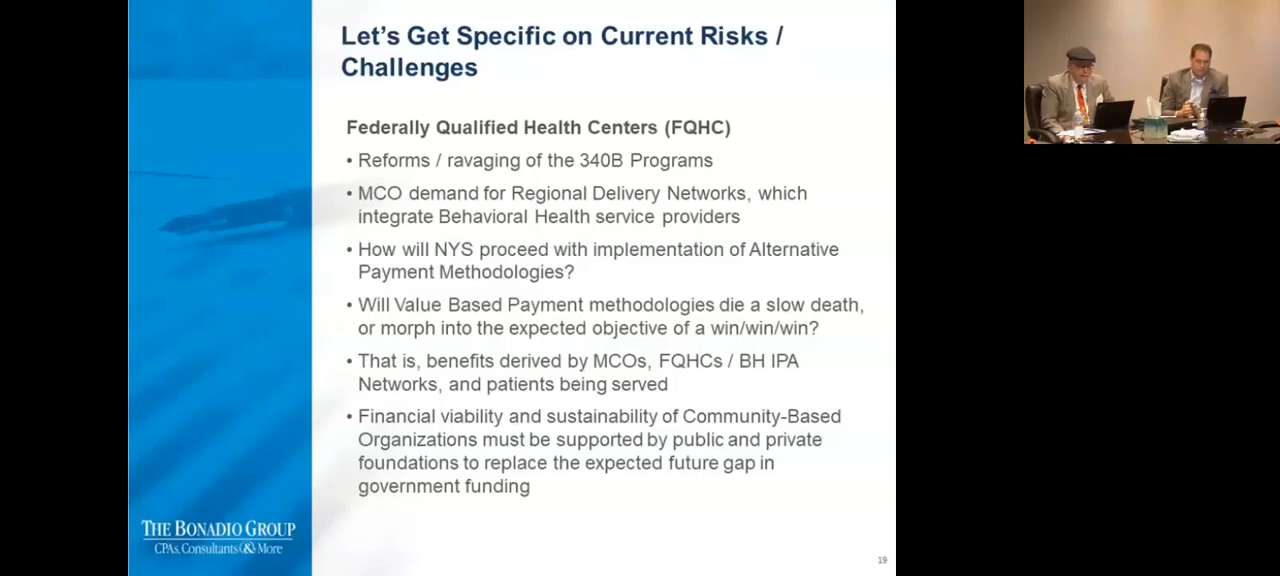 Let's Get Specific on Current Risks /
Challenges
Federally Qualified Health Centers (FQHC)
• Reforms / ravaging of the 340B Programs
• MCO demand for Regional Delivery Networks, which
integrate Behavioral Health service providers
• How will NYS proceed with implementation of Alternative
Payment Methodologies?
• Will Value Based Payment methodologies die a slow death,
or morph into the expected objective of a win/win/win?
• That is, benefits derived by MCOs, FQHCs / BH IPA
Networks, and patients being served
• Financial viability and sustainability of Community-Based
Organizations must be supported by public and private
foundations to replace the expected future gap in
government funding
THE BONADIO GROUP
CPAs, Consultants & More
19